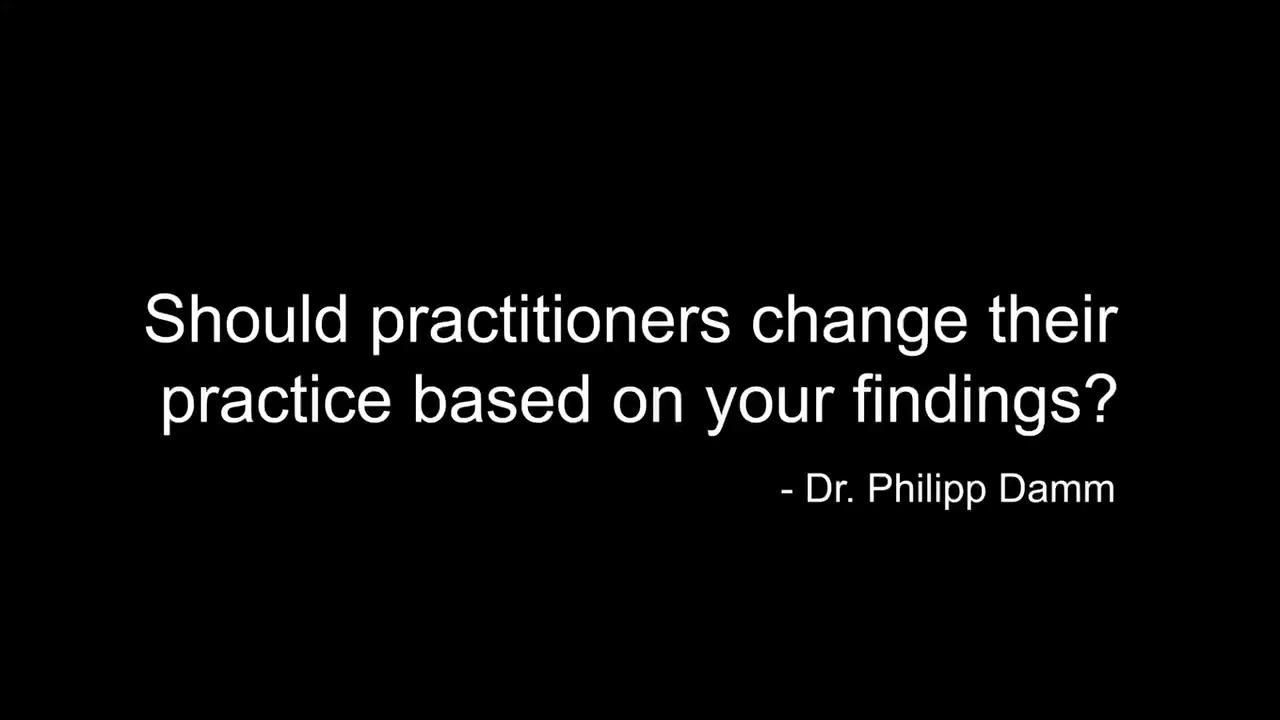 Should practitioners change their
practice based on your findings?
- Dr. Philipp Damm